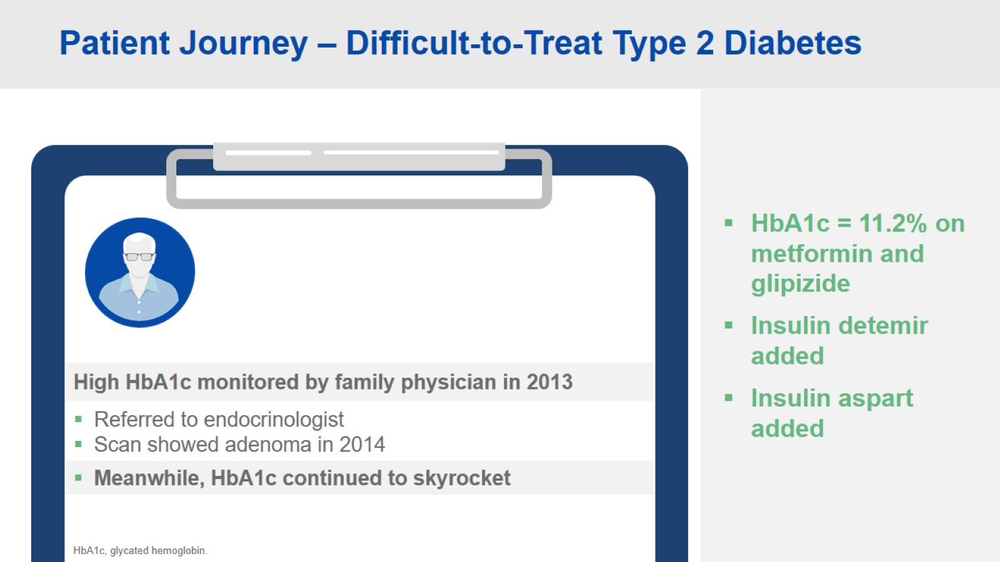 Patient Journey – Difficult-to-Treat Type 2 Diabetes
High HbA1c monitored by family physician in 2013
▪ Referred to endocrinologist
▪ Scan showed adenoma in 2014
▪ Meanwhile, HbA1c continued to skyrocket
HbA1c, glycated hemoglobin.
▪ HbA1c = 11.2% on
metformin and
glipizide
▪ Insulin detemir
added
▪ Insulin aspart
added